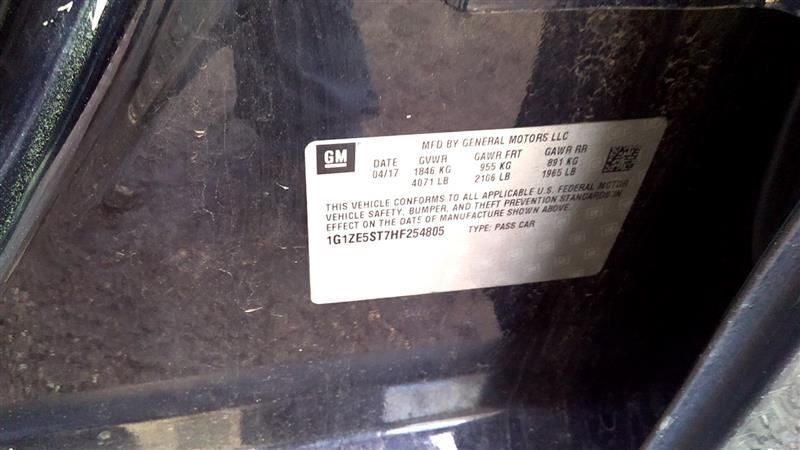 GM
MFD BY GENERAL MOTORS LLC
DATE GVWR GAWR FRT GAWR RR
04/17 1846 KG 955 KG 891 KG
4071 LB 2106 LB 1965 LB
THIS VEHICLE CONFORMS TO ALL APPLICABLE U.S. FEDERAL MOTOR
VEHICLE SAFETY, BUMPER, AND THEFT PREVENTION STANDARDS IN
EFFECT ON THE DATE OF MANUFACTURE SHOWN ABOVE.
1G1ZE5ST7HF254805 TYPE: PASS CAR